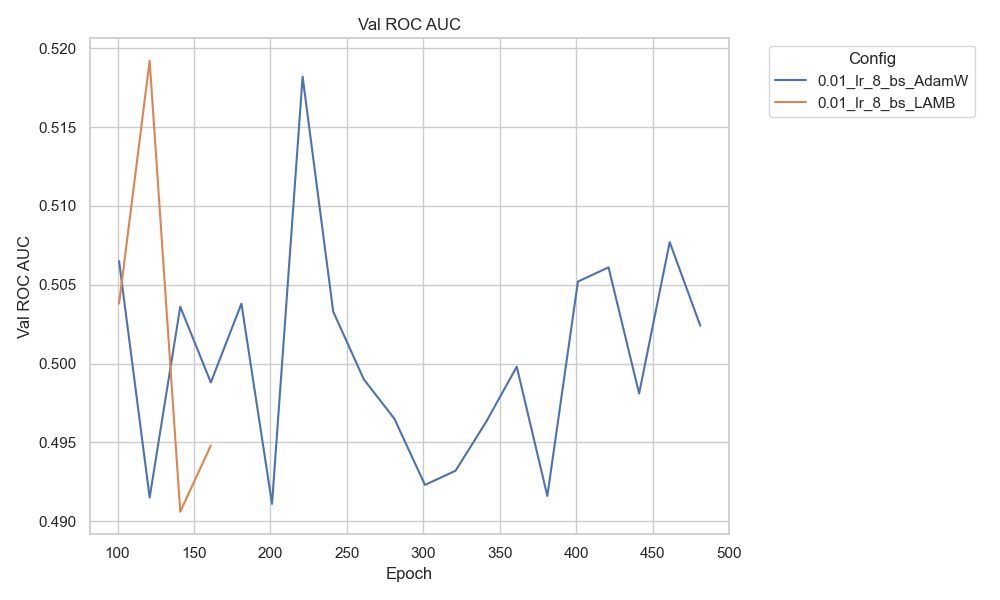 Val ROC AUC
Config
0.01_lr_8_bs_AdamW
0.01_lr_8_bs_LAMB
Val ROC AUC
0.520
0.515
0.510
0.505
0.500
0.495
0.490
100 150 200 250 300 350 400 450 500
Epoch